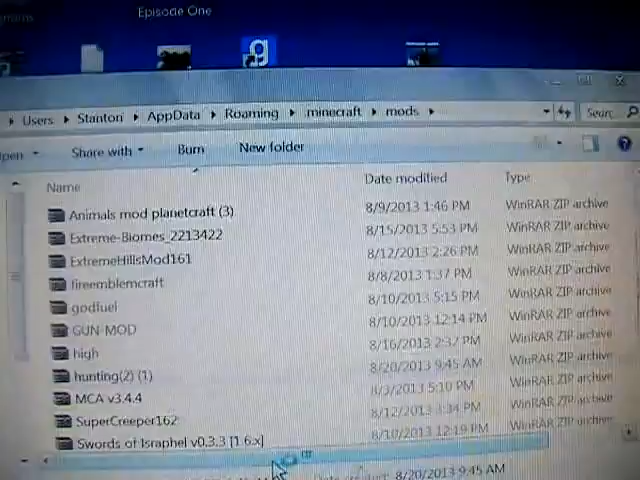 Episode One
Users Stanton AppData Roaming .minecraft mods Searc
Open Share with Burn New folder
Name Date modified Type
Animals mod planetcraft (3) 8/9/2013 1:46 PM WinRAR ZIP archive
Extreme-Biomes_2213422 8/15/2013 5:53 PM WinRAR ZIP archive
ExtremeHillsMod161 8/12/2013 2:26 PM WinRAR ZIP archive
fireemblemcraft 8/8/2013 1:37 PM WinRAR ZIP archive
godfuel 8/10/2013 5:15 PM WinRAR ZIP archive
GUN-MOD 8/10/2013 12:14 PM WinRAR ZIP archive
high 8/16/2013 2:37 PM WinRAR ZIP archive
hunting(2) (1) 8/20/2013 9:45 AM WinRAR ZIP archive
MCA v3.4.4 8/3/2013 5:10 PM WinRAR ZIP archive
SuperCreeper162 8/12/2013 3:34 PM WinRAR ZIP archive
Swords of Israphel v0.3.3 [1.6.x] 8/10/2013 12:19 PM WinRAR ZIP archive
8/20/2013 9:45 AM